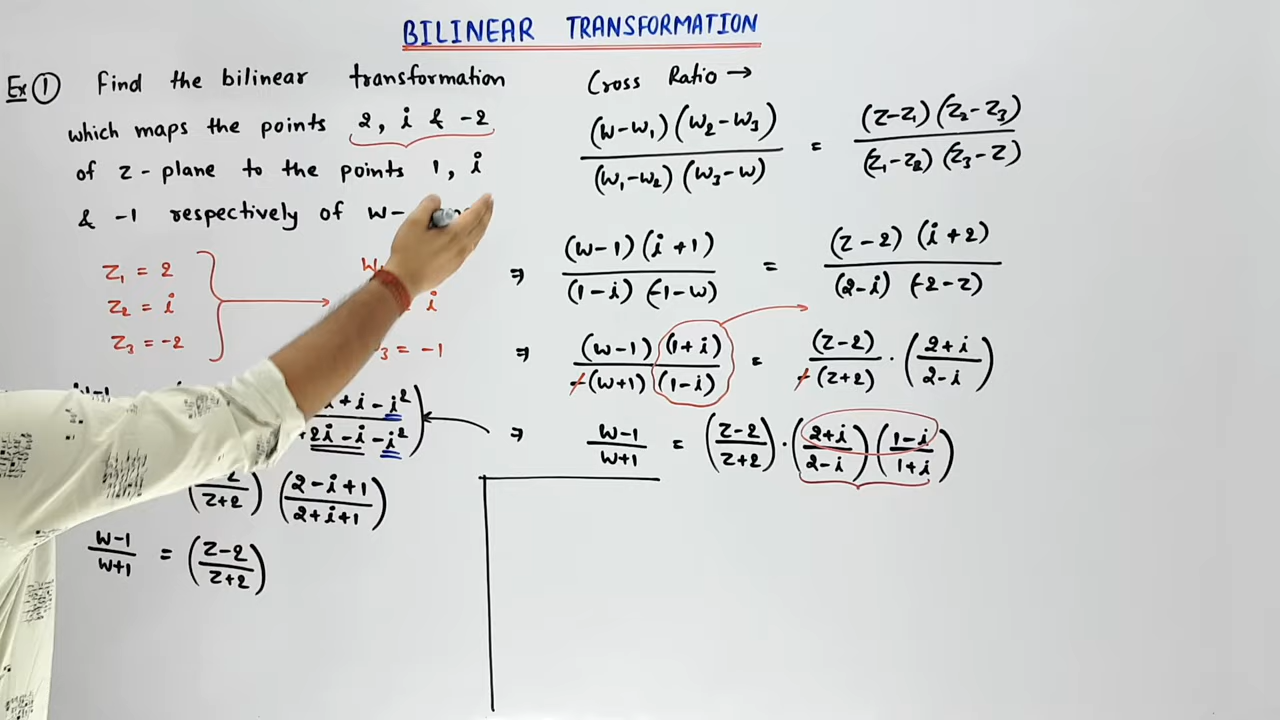 BILINEAR TRANSFORMATION
Ex ① Find the bilinear transformation
which maps the points 2, i & -2
of z-plane to the points 1, i
& -1 respectively of w-
z₁ = 2
z₂ = i
z₃ = -2
i
3 = -1
+i-i²
+2i-i-i²
z+2 (2-i+1)/(2+i+1)
(w-1)/(w+1) = ((z-2)/(z+2))
Cross Ratio →
(w-w₁)(w₂-w₃)/(w₁-w₂)(w₃-w) = (z-z₁)(z₂-z₃)/(z₁-z₂)(z₃-z)
⇒ (w-1)(i+1)/(1-i)(-1-w) = (z-2)(i+2)/(2-i)(-2-z)
⇒ (w-1)(1+i)/-(w+1)(1-i) = (z-2)/-(z+2) · ((2+i)/(2-i))
⇒ (w-1)/(w+1) = ((z-2)/(z+2)) · ((2+i)/(2-i))((1-i)/(1+i))